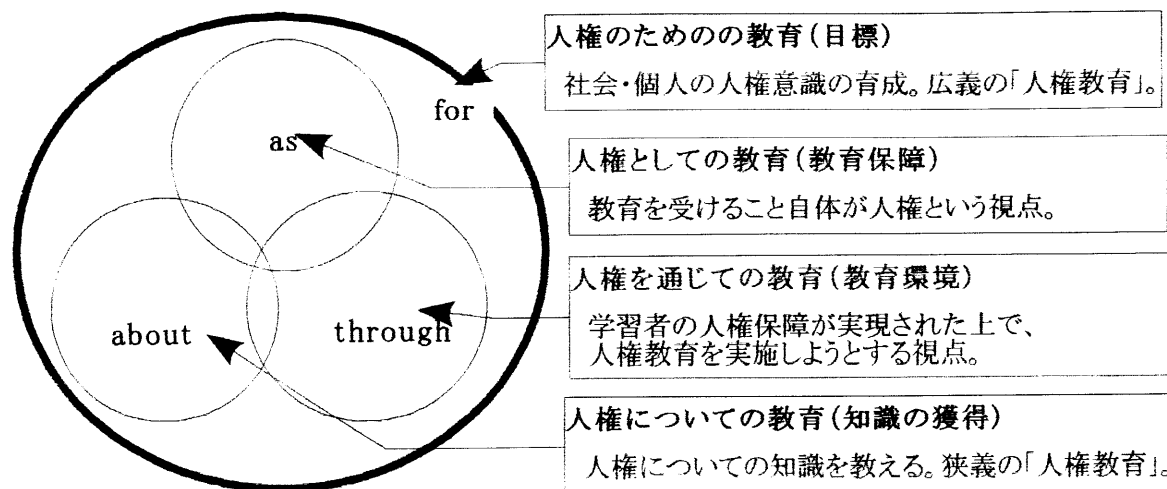 人権のためのの教育(目標)
社会・個人の人権意識の育成。広義の「人権教育」。
for
as
人権としての教育(教育保障)
教育を受けること自体が人権という視点。
人権を通じての教育(教育環境)
学習者の人権保障が実現された上で、
人権教育を実施しようとする視点。
about
through
人権についての教育(知識の獲得)
人権についての知識を教える。狭義の「人権教育」。